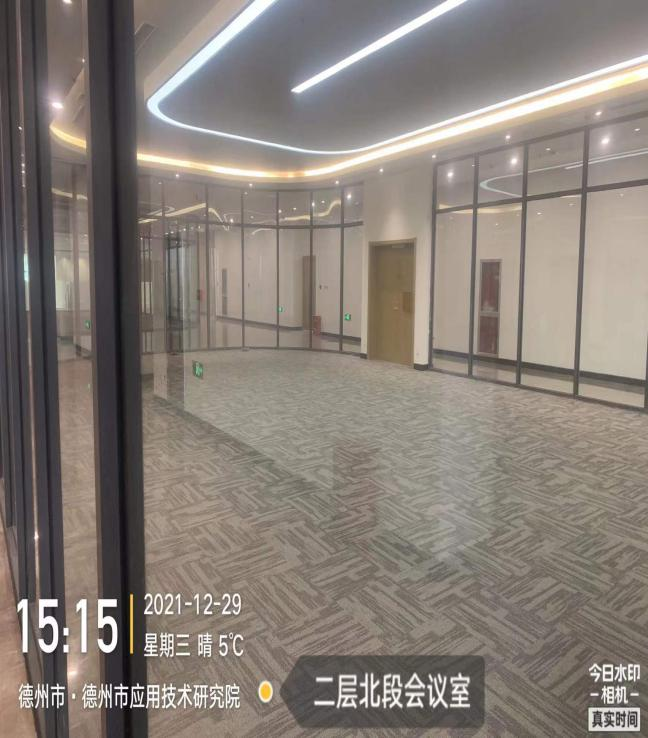 15:15
2021-12-29
星期三 晴 5℃
德州市·德州市应用技术研究院
二层北段会议室
今日水印
-相机-
真实时间